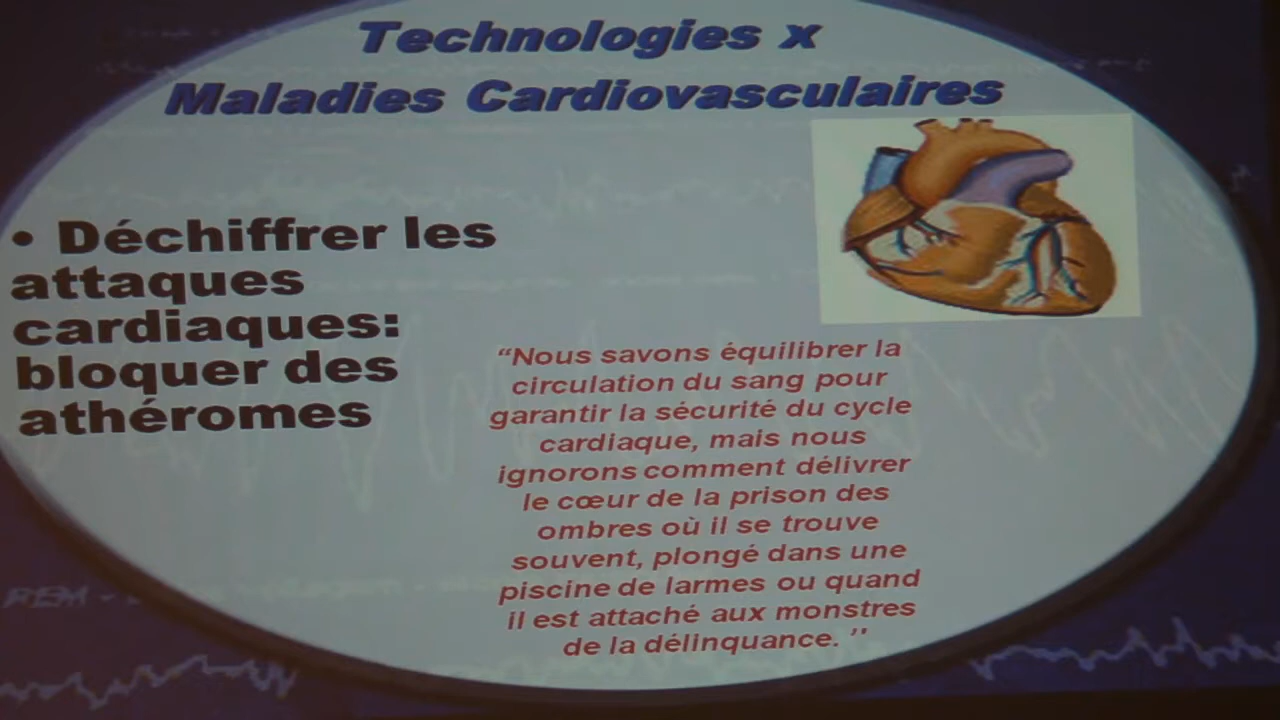 Technologies x
Maladies Cardiovasculaires
• Déchiffrer les
attaques
cardiaques:
bloquer des
athéromes
“Nous savons équilibrer la
circulation du sang pour
garantir la sécurité du cycle
cardiaque, mais nous
ignorons comment délivrer
le cœur de la prison des
ombres où il se trouve
souvent, plongé dans une
piscine de larmes ou quand
il est attaché aux monstres
de la délinquance. ’’
REM -